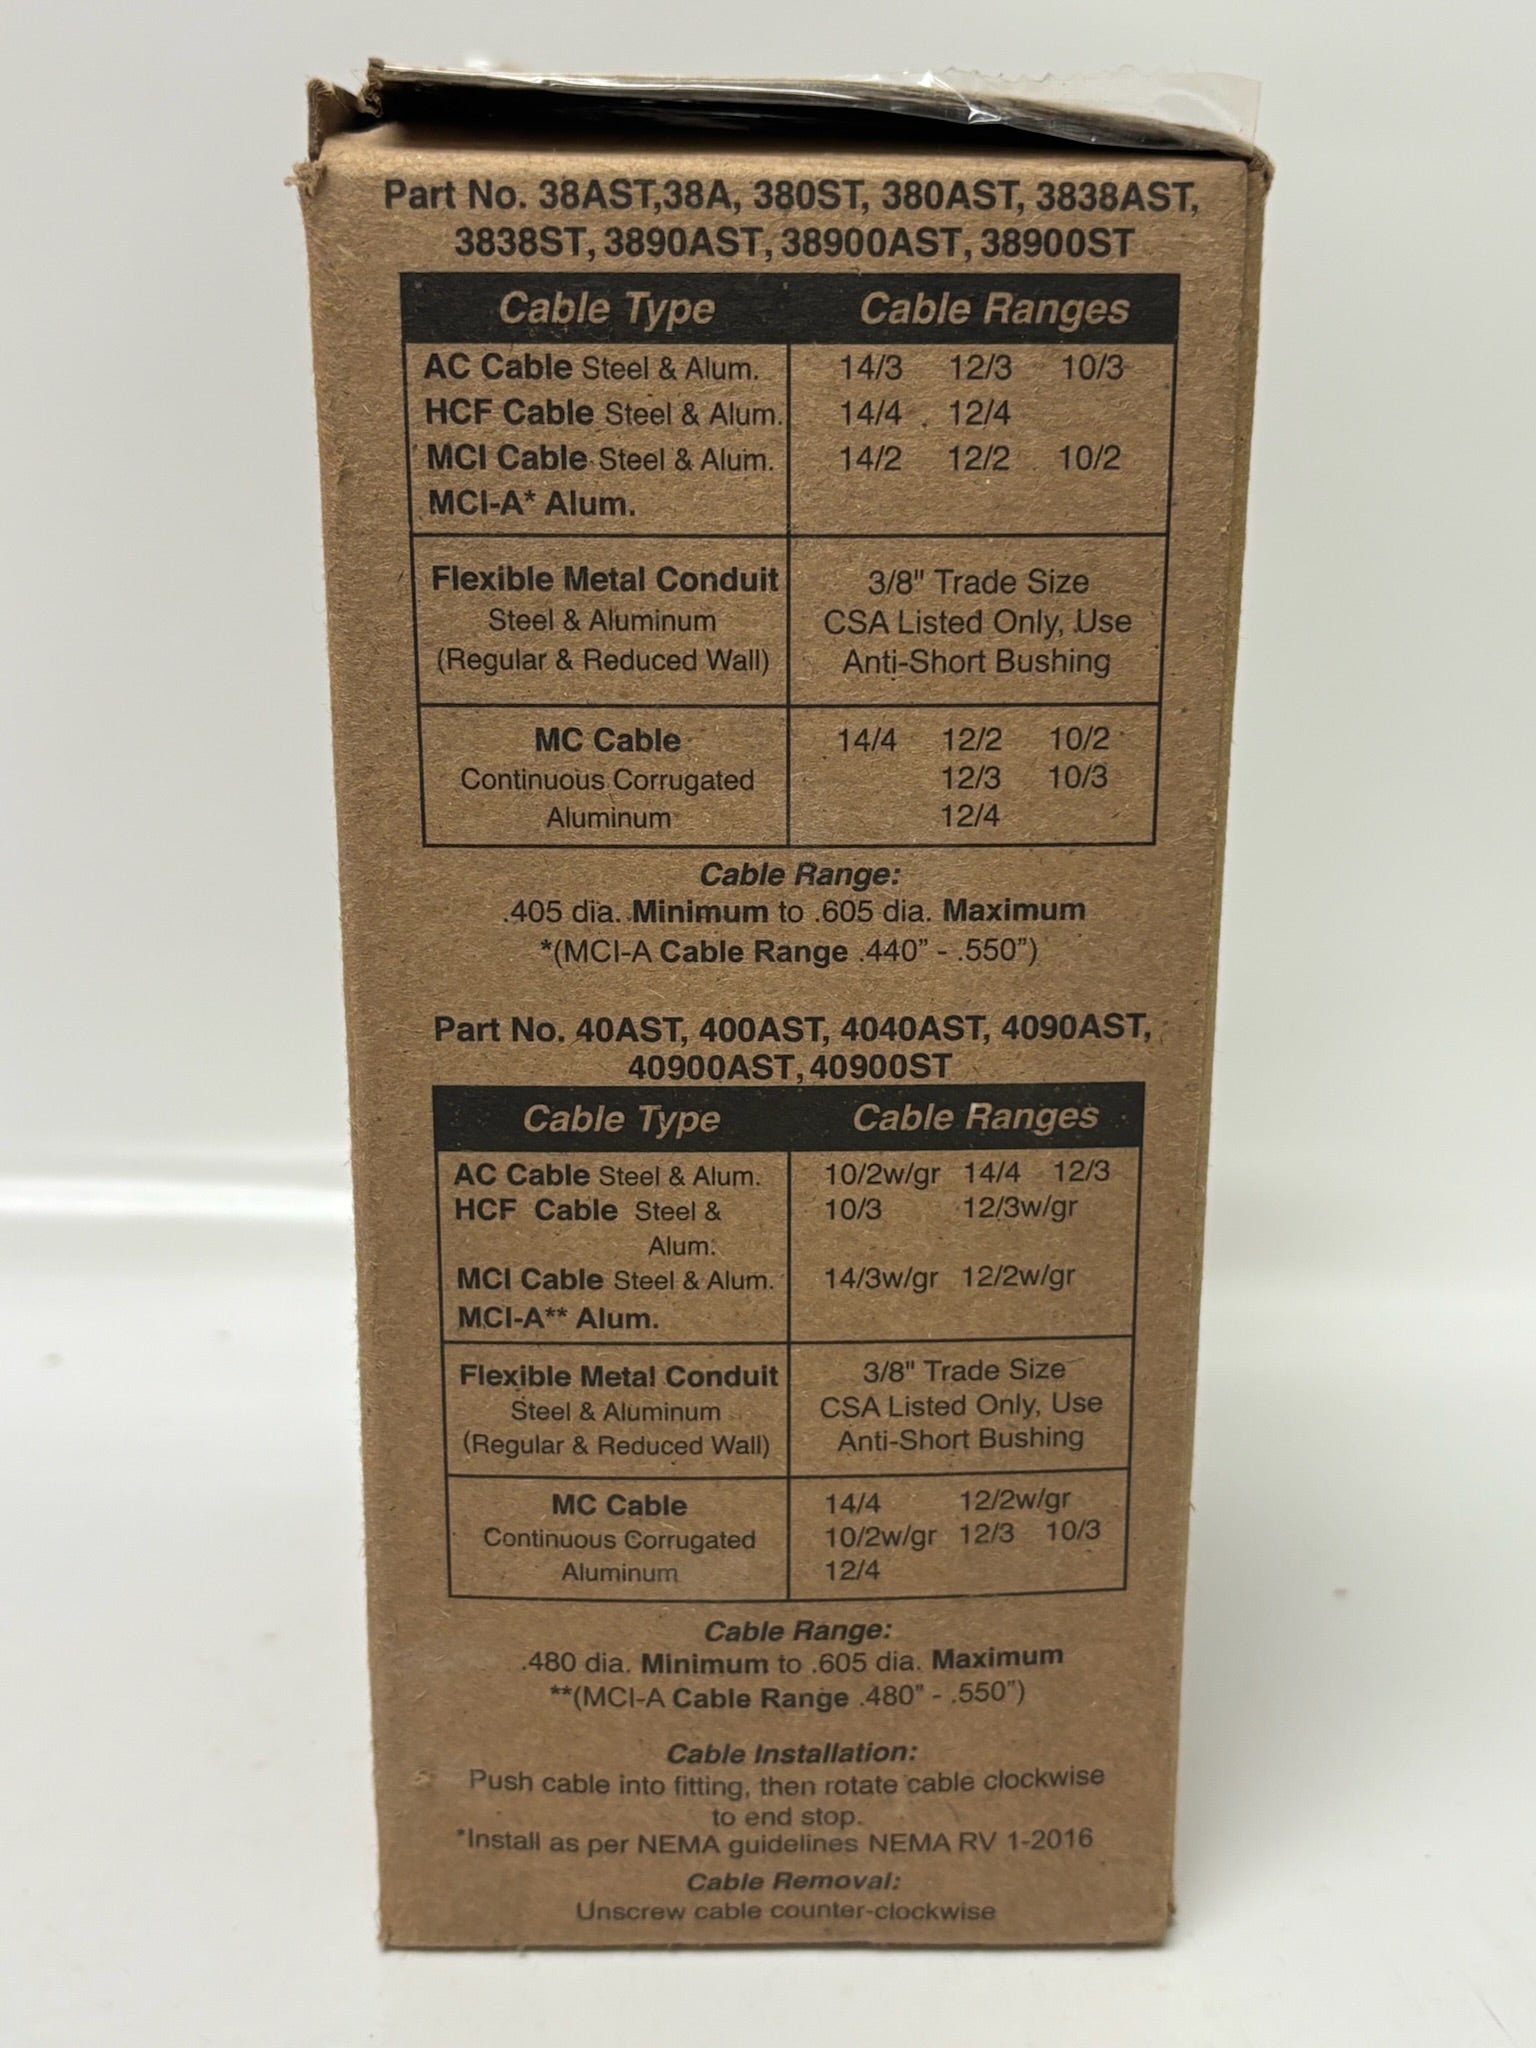 Part No. 38AST,38A, 380ST, 380AST, 3838AST,
3838ST, 3890AST, 38900AST, 38900ST
Cable Type Cable Ranges
AC Cable Steel & Alum. 14/3 12/3 10/3
HCF Cable Steel & Alum. 14/4 12/4
MCI Cable Steel & Alum. 14/2 12/2 10/2
MCI-A* Alum.
Flexible Metal Conduit 3/8" Trade Size
Steel & Aluminum CSA Listed Only, Use
(Regular & Reduced Wall) Anti-Short Bushing
MC Cable 14/4 12/2 10/2
Continuous Corrugated 12/3 10/3
Aluminum 12/4
Cable Range:
.405 dia. Minimum to .605 dia. Maximum
*(MCI-A Cable Range .440” - .550”)
Part No. 40AST, 400AST, 4040AST, 4090AST,
40900AST, 40900ST
Cable Type Cable Ranges
AC Cable Steel & Alum. 10/2w/gr 14/4 12/3
HCF Cable Steel & 10/3 12/3w/gr
Alum.
MCI Cable Steel & Alum. 14/3w/gr 12/2w/gr
MCI-A** Alum.
Flexible Metal Conduit 3/8" Trade Size
Steel & Aluminum CSA Listed Only, Use
(Regular & Reduced Wall) Anti-Short Bushing
MC Cable 14/4 12/2w/gr
Continuous Corrugated 10/2w/gr 12/3 10/3
Aluminum 12/4
Cable Range:
.480 dia. Minimum to .605 dia. Maximum
**(MCI-A Cable Range .480” - .550”)
Cable Installation:
Push cable into fitting, then rotate cable clockwise
to end stop.
*Install as per NEMA guidelines NEMA RV 1-2016
Cable Removal:
Unscrew cable counter-clockwise